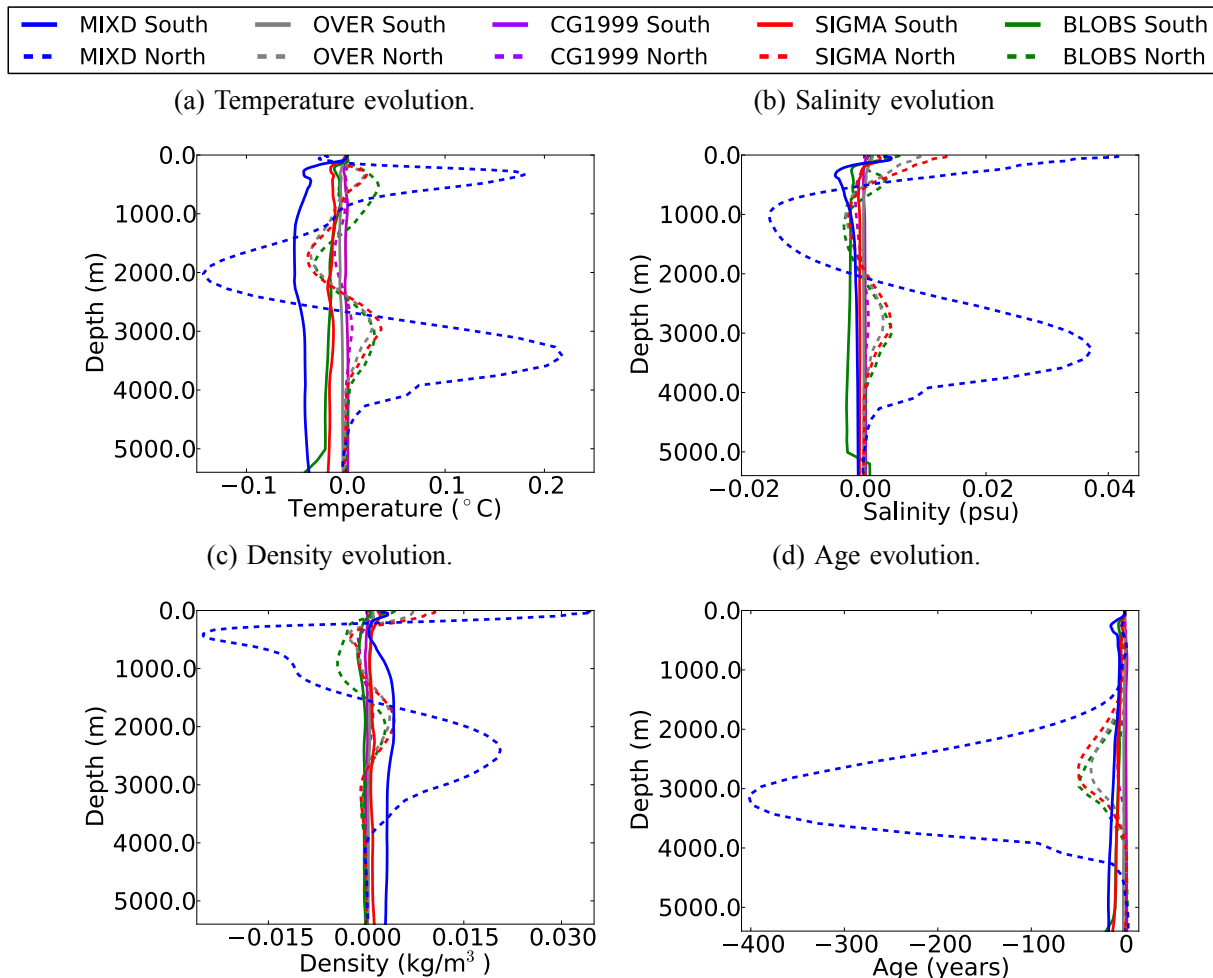 MIXD South OVER South CG1999 South SIGMA South BLOBS South
MIXD North OVER North CG1999 North SIGMA North BLOBS North
(a) Temperature evolution.
(b) Salinity evolution
0.0
1000.0
2000.0
3000.0
4000.0
5000.0
Depth (m)
−0.1 0.0 0.1 0.2
Temperature (°C)
0.0
1000.0
2000.0
3000.0
4000.0
5000.0
Depth (m)
−0.02 0.00 0.02 0.04
Salinity (psu)
(c) Density evolution.
(d) Age evolution.
0.0
1000.0
2000.0
3000.0
4000.0
5000.0
Depth (m)
−0.015 0.000 0.015 0.030
Density (kg/m³)
0.0
1000.0
2000.0
3000.0
4000.0
5000.0
Depth (m)
−400 −300 −200 −100 0
Age (years)